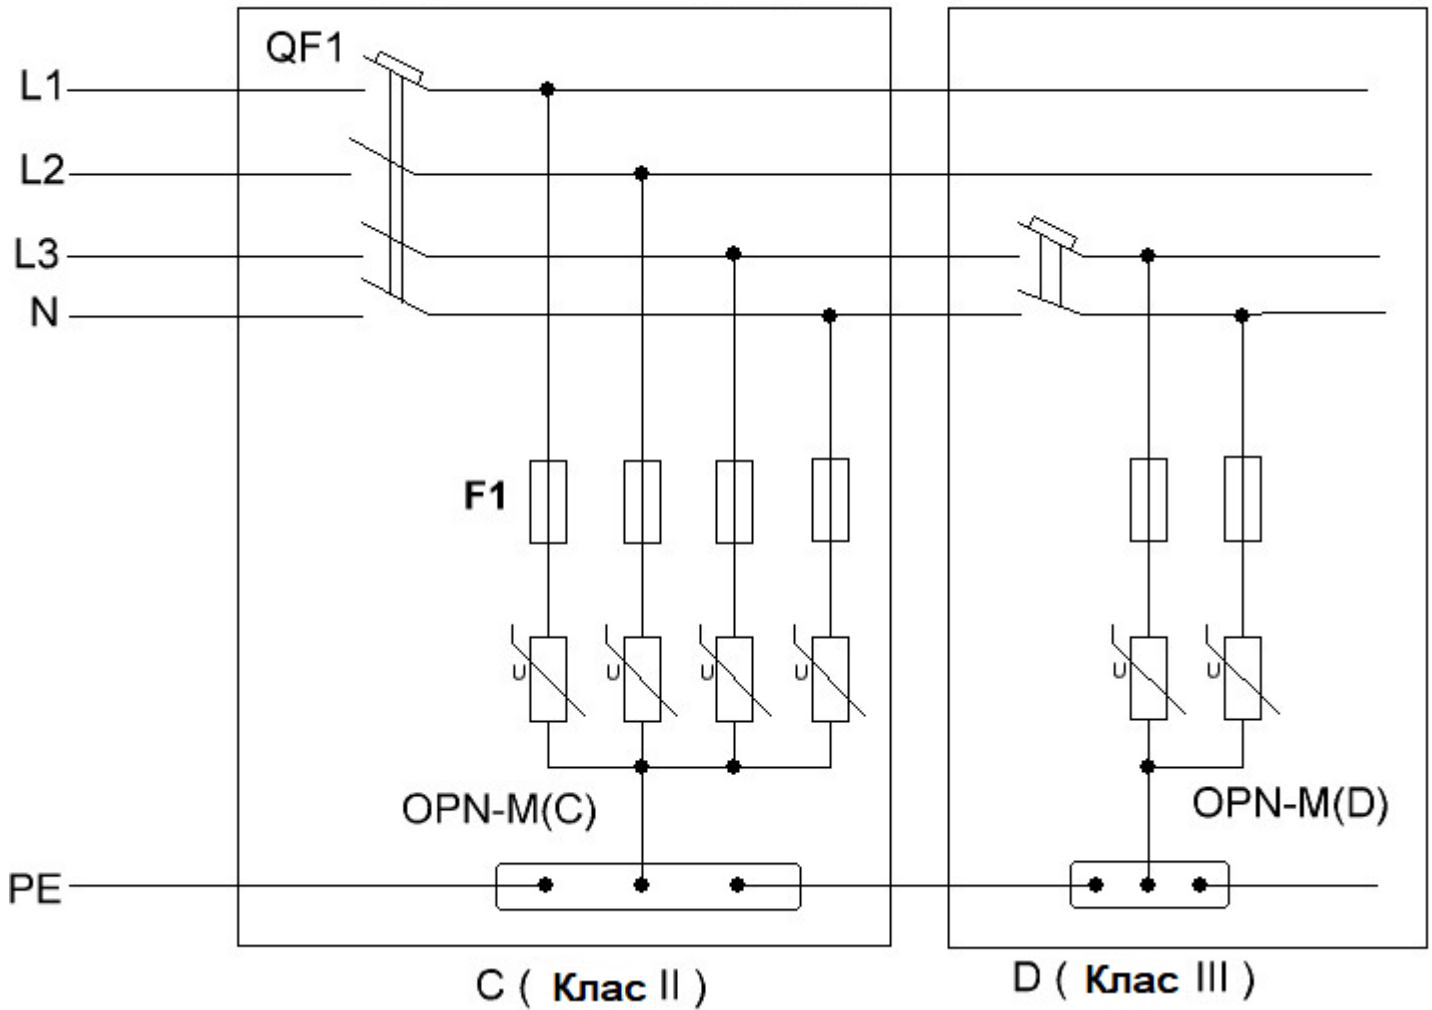 QF1
L1
L2
L3
N
F1
U
U
U
U
U
U
OPN-M(C)
OPN-M(D)
PE
C ( Клас II )
D ( Клас III )